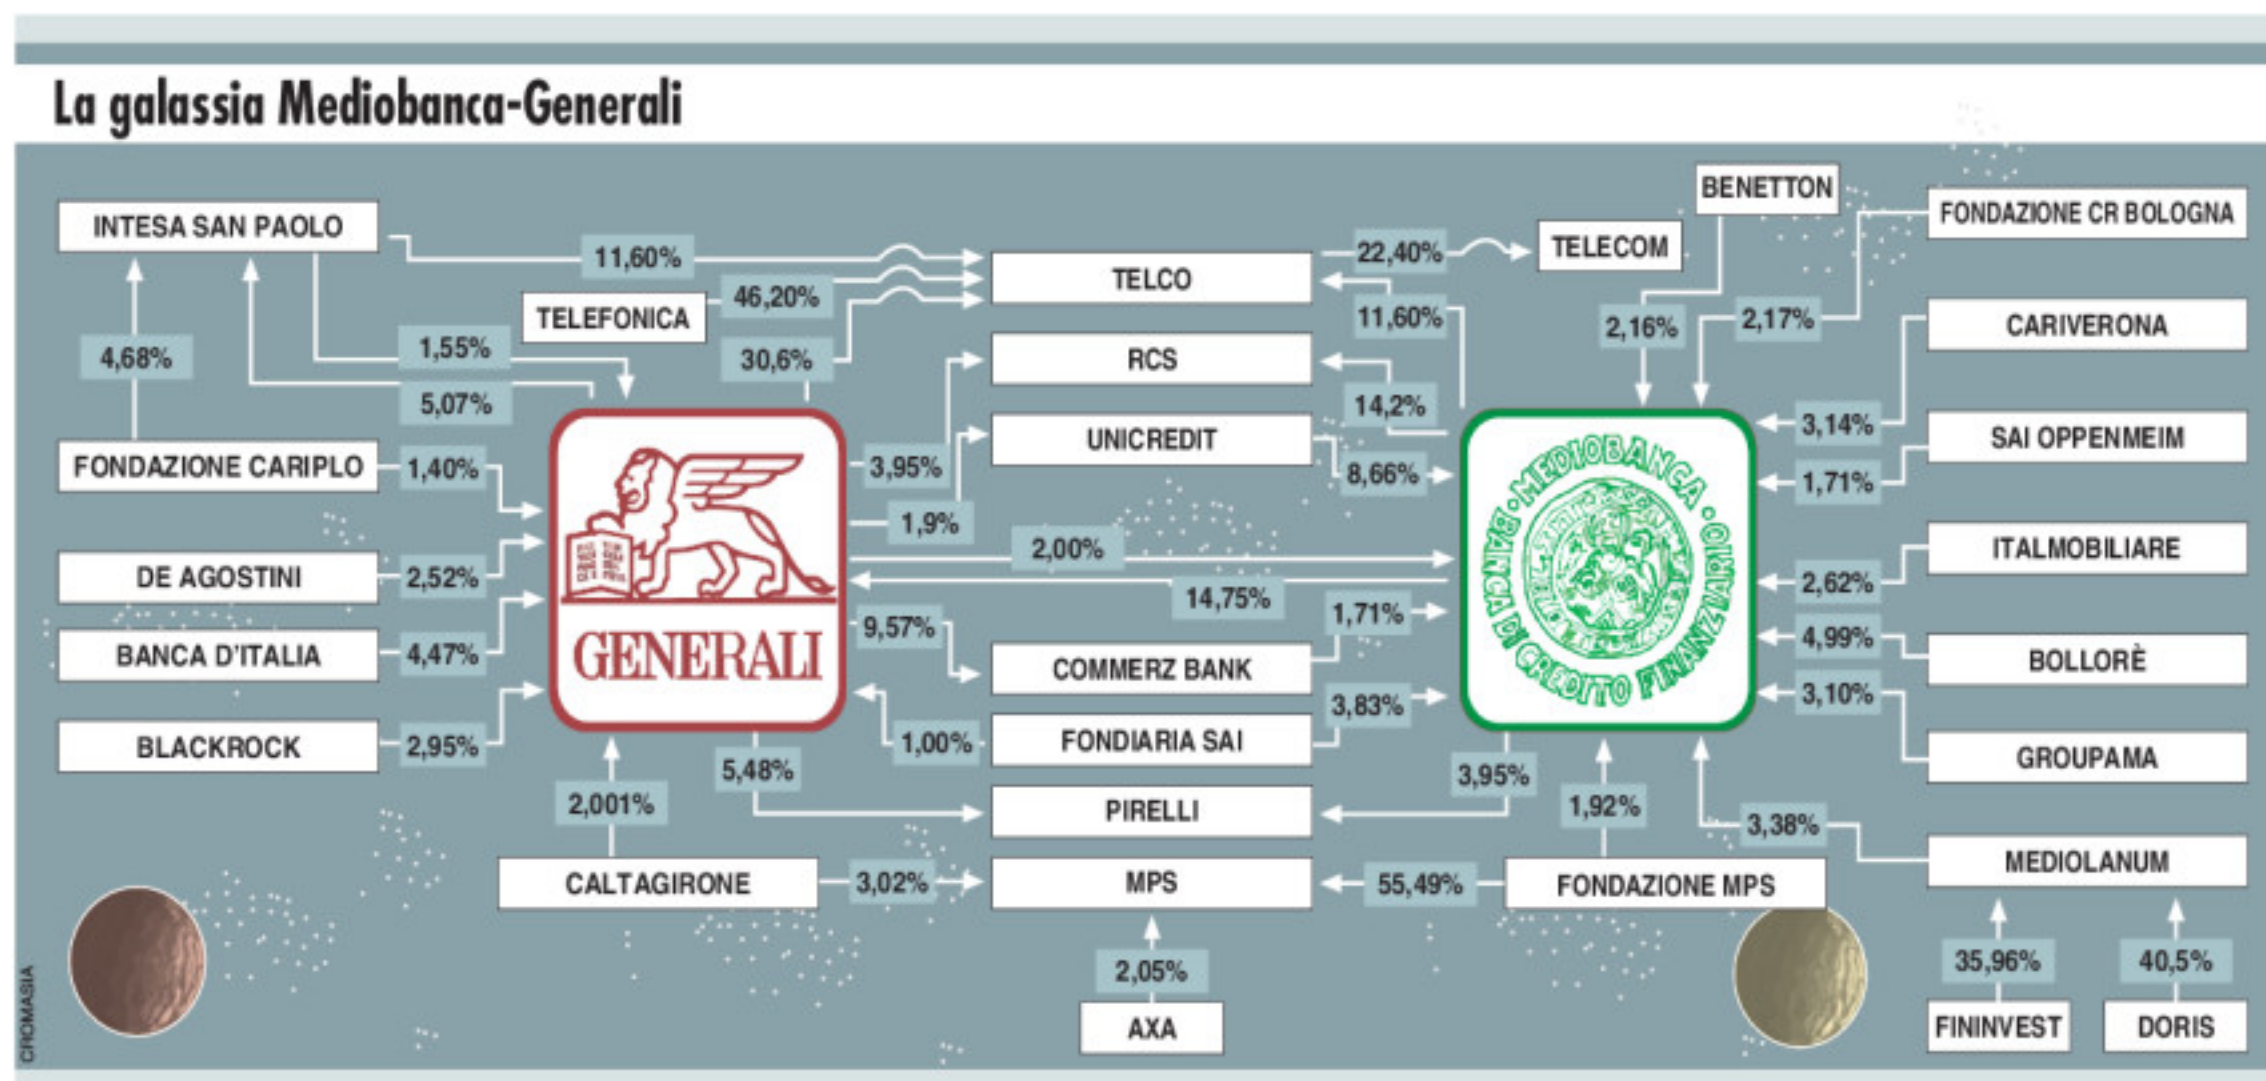 La galassia Mediobanca-Generali
BENETTON
INTESA SAN PAOLO
FONDAZIONE CR BOLOGNA
11,60%
22,40%
TELECOM
TELCO
46,20%
TELEFONICA
11,60%
2,16%
2,17%
CARIVERONA
4,68%
1,55%
30,6%
RCS
5,07%
14,2%
3,14%
SAI OPPENMEIM
UNICREDIT
FONDAZIONE CARIPLO
1,40%
3,95%
8,66%
1,71%
1,9%
2,00%
ITALMOBILIARE
DE AGOSTINI
2,52%
14,75%
2,62%
• MEDIOBANCA •
BANCA DI CREDITO FINANZIARIO
9,57%
1,71%
4,99%
BANCA D'ITALIA
4,47%
GENERALI
COMMERZ BANK
BOLLORÈ
3,83%
3,10%
BLACKROCK
2,95%
1,00%
FONDIARIA SAI
GROUPAMA
5,48%
3,95%
2,001%
PIRELLI
1,92%
3,38%
CALTAGIRONE
3,02%
MPS
55,49%
FONDAZIONE MPS
MEDIOLANUM
2,05%
35,96%
40,5%
AXA
FININVEST
DORIS
CROMASIA